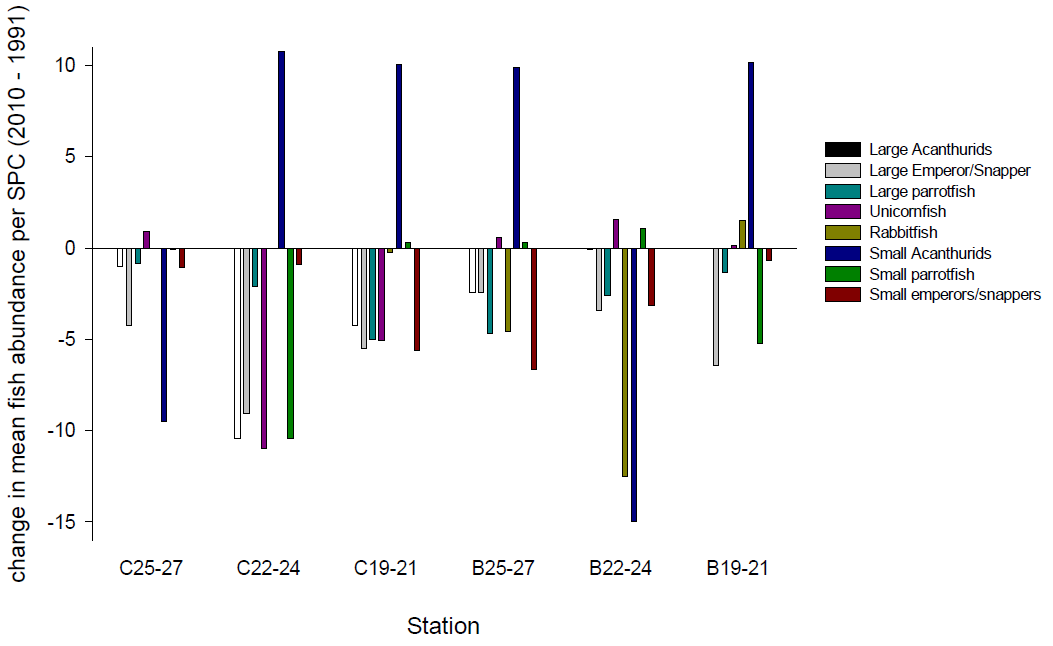 change in mean fish abundance per SPC (2010 - 1991)
10
5
0
-5
-10
-15
C25-27 C22-24 C19-21 B25-27 B22-24 B19-21
Station
Large Acanthurids
Large Emperor/Snapper
Large parrotfish
Unicornfish
Rabbitfish
Small Acanthurids
Small parrotfish
Small emperors/snappers